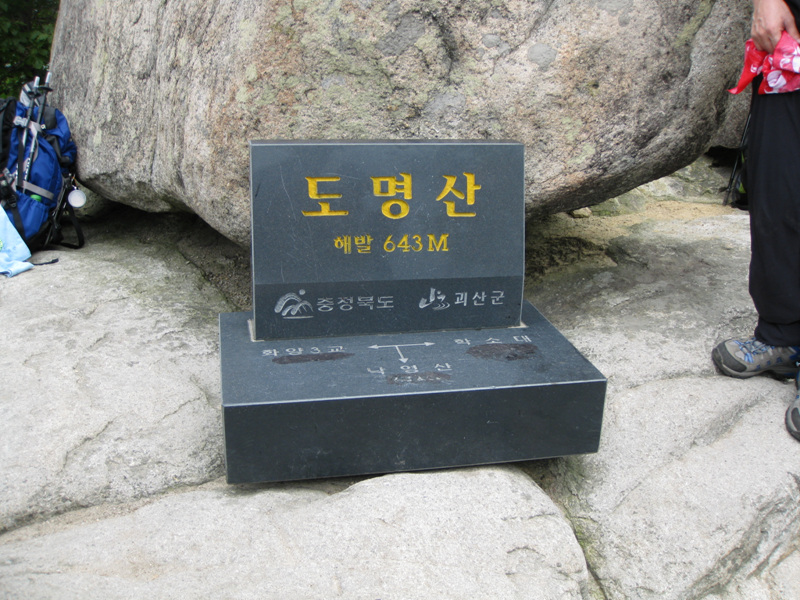 도명산
해발 643M
충청북도 괴산군
화양3교 학소대
낙영산